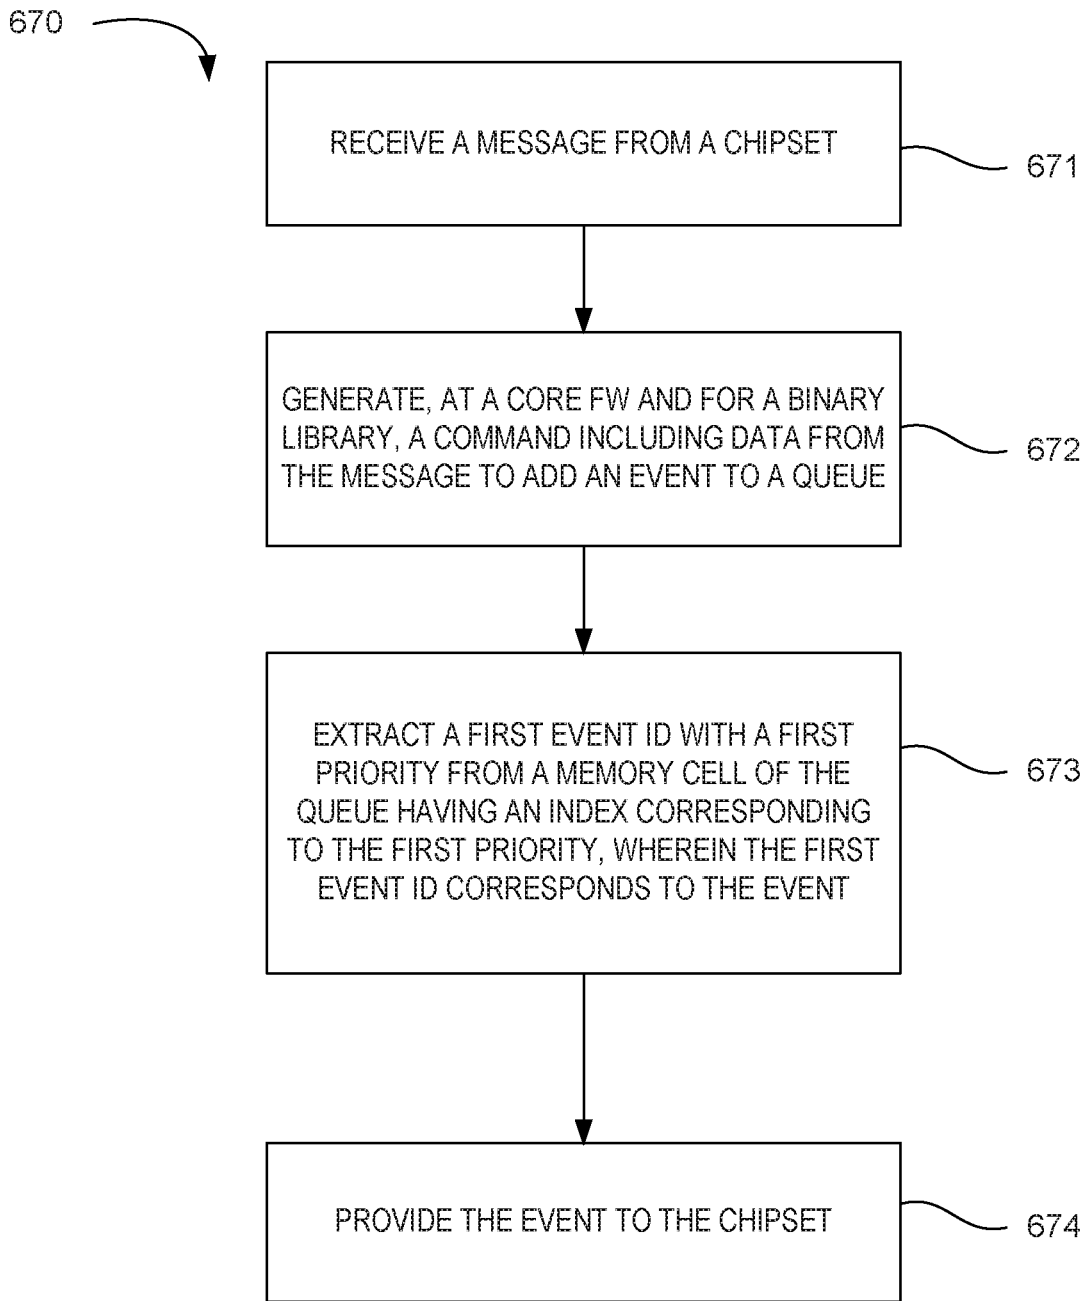 670
RECEIVE A MESSAGE FROM A CHIPSET
671
GENERATE, AT A CORE FW AND FOR A BINARY
LIBRARY, A COMMAND INCLUDING DATA FROM
THE MESSAGE TO ADD AN EVENT TO A QUEUE
672
EXTRACT A FIRST EVENT ID WITH A FIRST
PRIORITY FROM A MEMORY CELL OF THE
QUEUE HAVING AN INDEX CORRESPONDING
TO THE FIRST PRIORITY, WHEREIN THE FIRST
EVENT ID CORRESPONDS TO THE EVENT
673
PROVIDE THE EVENT TO THE CHIPSET
674